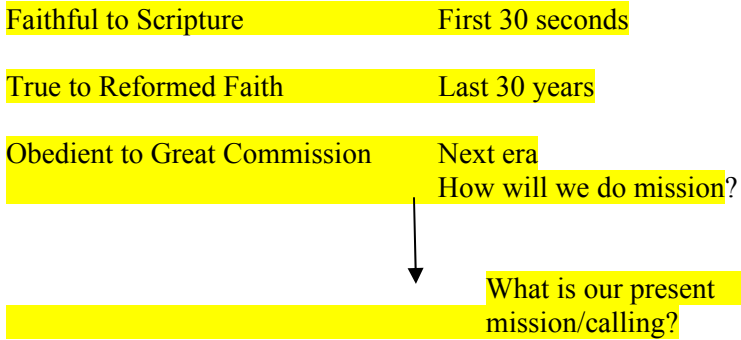 Faithful to Scripture First 30 seconds
True to Reformed Faith Last 30 years
Obedient to Great Commission Next era
How will we do mission?
What is our present
mission/calling?